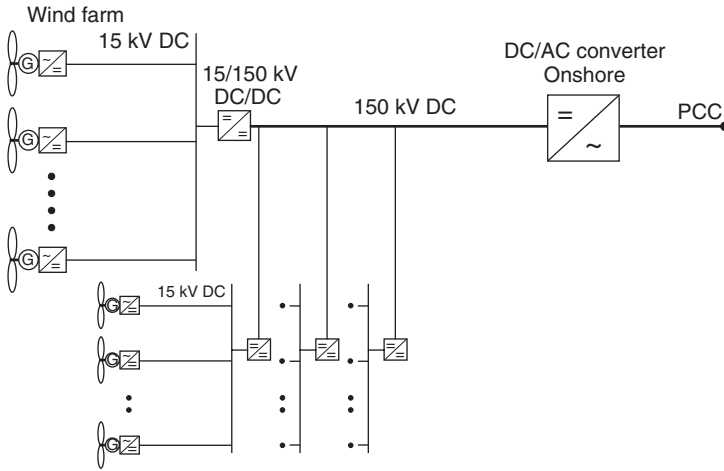 Wind farm
15 kV DC
15/150 kV
DC/DC
150 kV DC
DC/AC converter
Onshore
PCC
G
G
G
15 kV DC
G
G
G